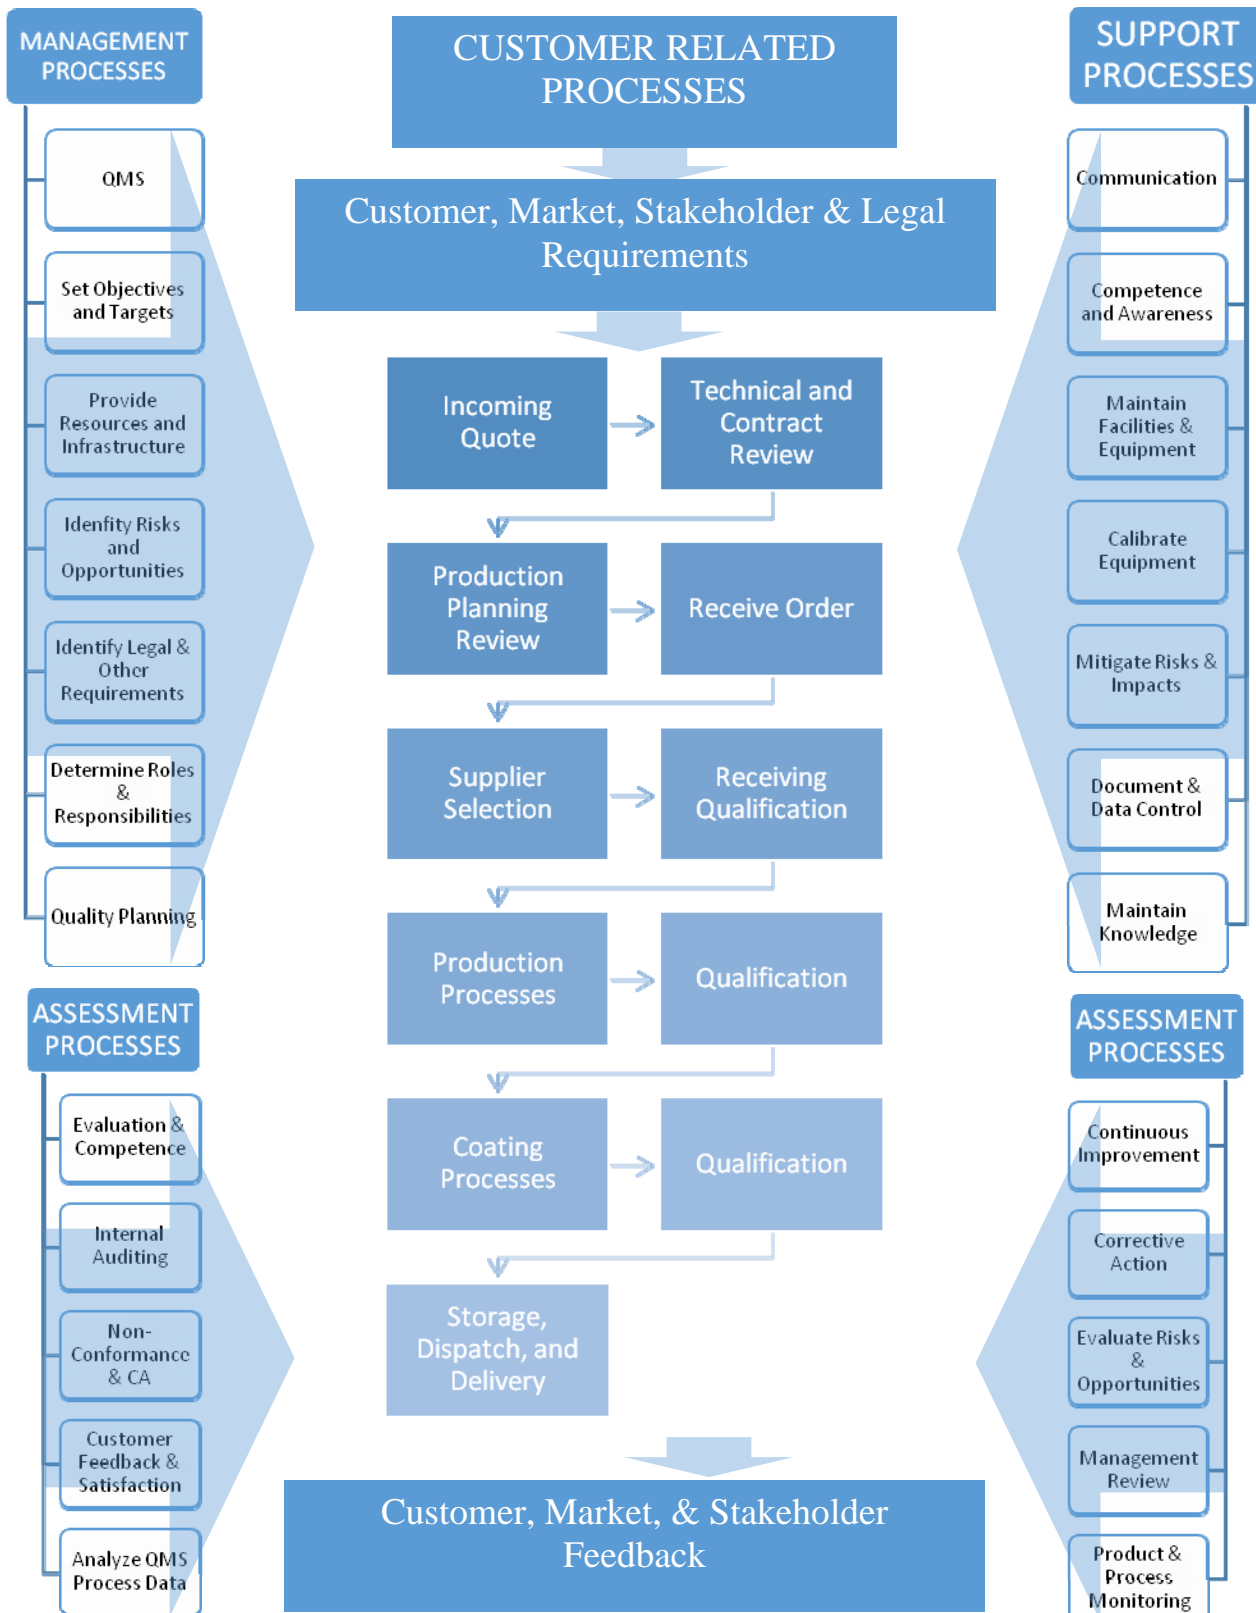 MANAGEMENT
PROCESSES
QMS
Set Objectives
and Targets
Provide
Resources and
Infrastructure
Idenfity Risks
and
Opportunities
Identify Legal &
Other
Requirements
Determine Roles
&
Responsibilities
Quality Planning
ASSESSMENT
PROCESSES
Evaluation &
Competence
Internal
Auditing
Non-
Conformance
& CA
Customer
Feedback &
Satisfaction
Analyze QMS
Process Data
CUSTOMER RELATED
PROCESSES
Customer, Market, Stakeholder & Legal
Requirements
Incoming
Quote
Technical and
Contract
Review
Production
Planning
Review
Receive Order
Supplier
Selection
Receiving
Qualification
Production
Processes
Qualification
Coating
Processes
Qualification
Storage,
Dispatch, and
Delivery
Customer, Market, & Stakeholder
Feedback
SUPPORT
PROCESSES
Communication
Competence
and Awareness
Maintain
Facilities &
Equipment
Calibrate
Equipment
Mitigate Risks &
Impacts
Document &
Data Control
Maintain
Knowledge
ASSESSMENT
PROCESSES
Continuous
Improvement
Corrective
Action
Evaluate Risks
&
Opportunities
Management
Review
Product &
Process
Monitoring